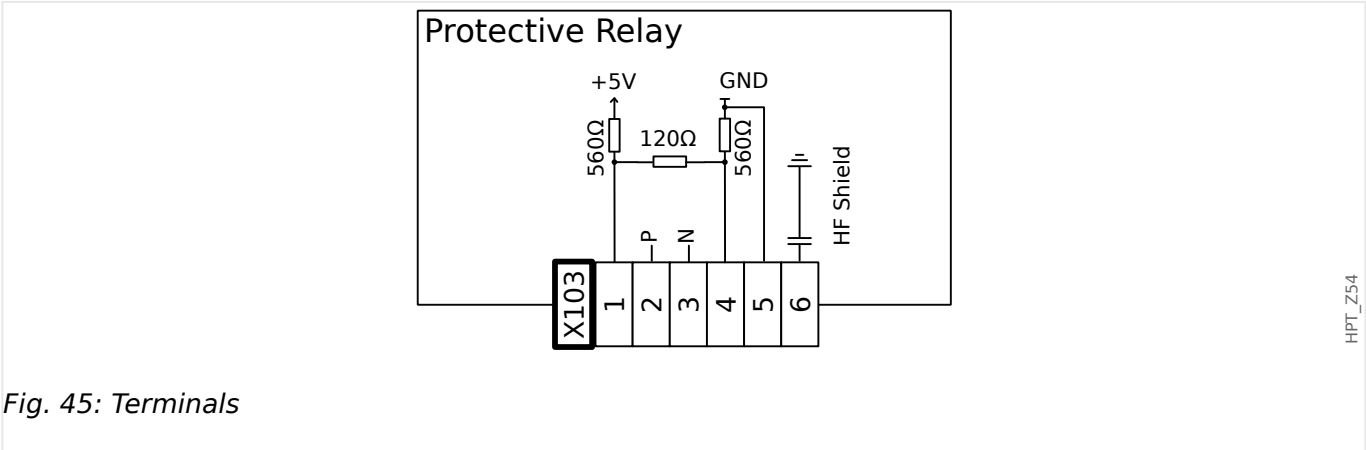 Protective Relay
+5V
GND
560Ω
120Ω
560Ω
HF Shield
P
N
X103
1
2
3
4
5
6
HPT_Z54
Fig. 45: Terminals